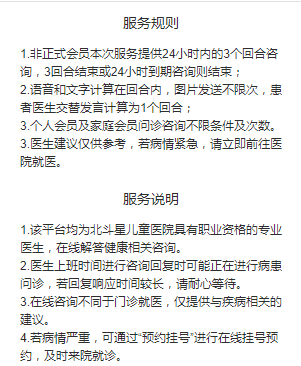 服务规则
1.非正式会员本次服务提供24小时内的3个回合咨
询，3回合结束或24小时到期咨询则结束；
2.语音和文字计算在回合内，图片发送不限次，患
者医生交替发言计算为1个回合；
3.个人会员及家庭会员问诊咨询不限条件及次数。
3.医生建议仅供参考，若病情紧急，请立即前往医
院就医。
服务说明
1.该平台均为北斗星儿童医院具有职业资格的专业
医生，在线解答健康相关咨询。
2.医生上班时间进行咨询回复时可能正在进行病患
问诊，若回复响应时间较长，请耐心等待。
3.在线咨询不同于门诊就医，仅提供与疾病相关的
建议。
4.若病情严重，可通过“预约挂号”进行在线挂号预
约，及时来院就诊。